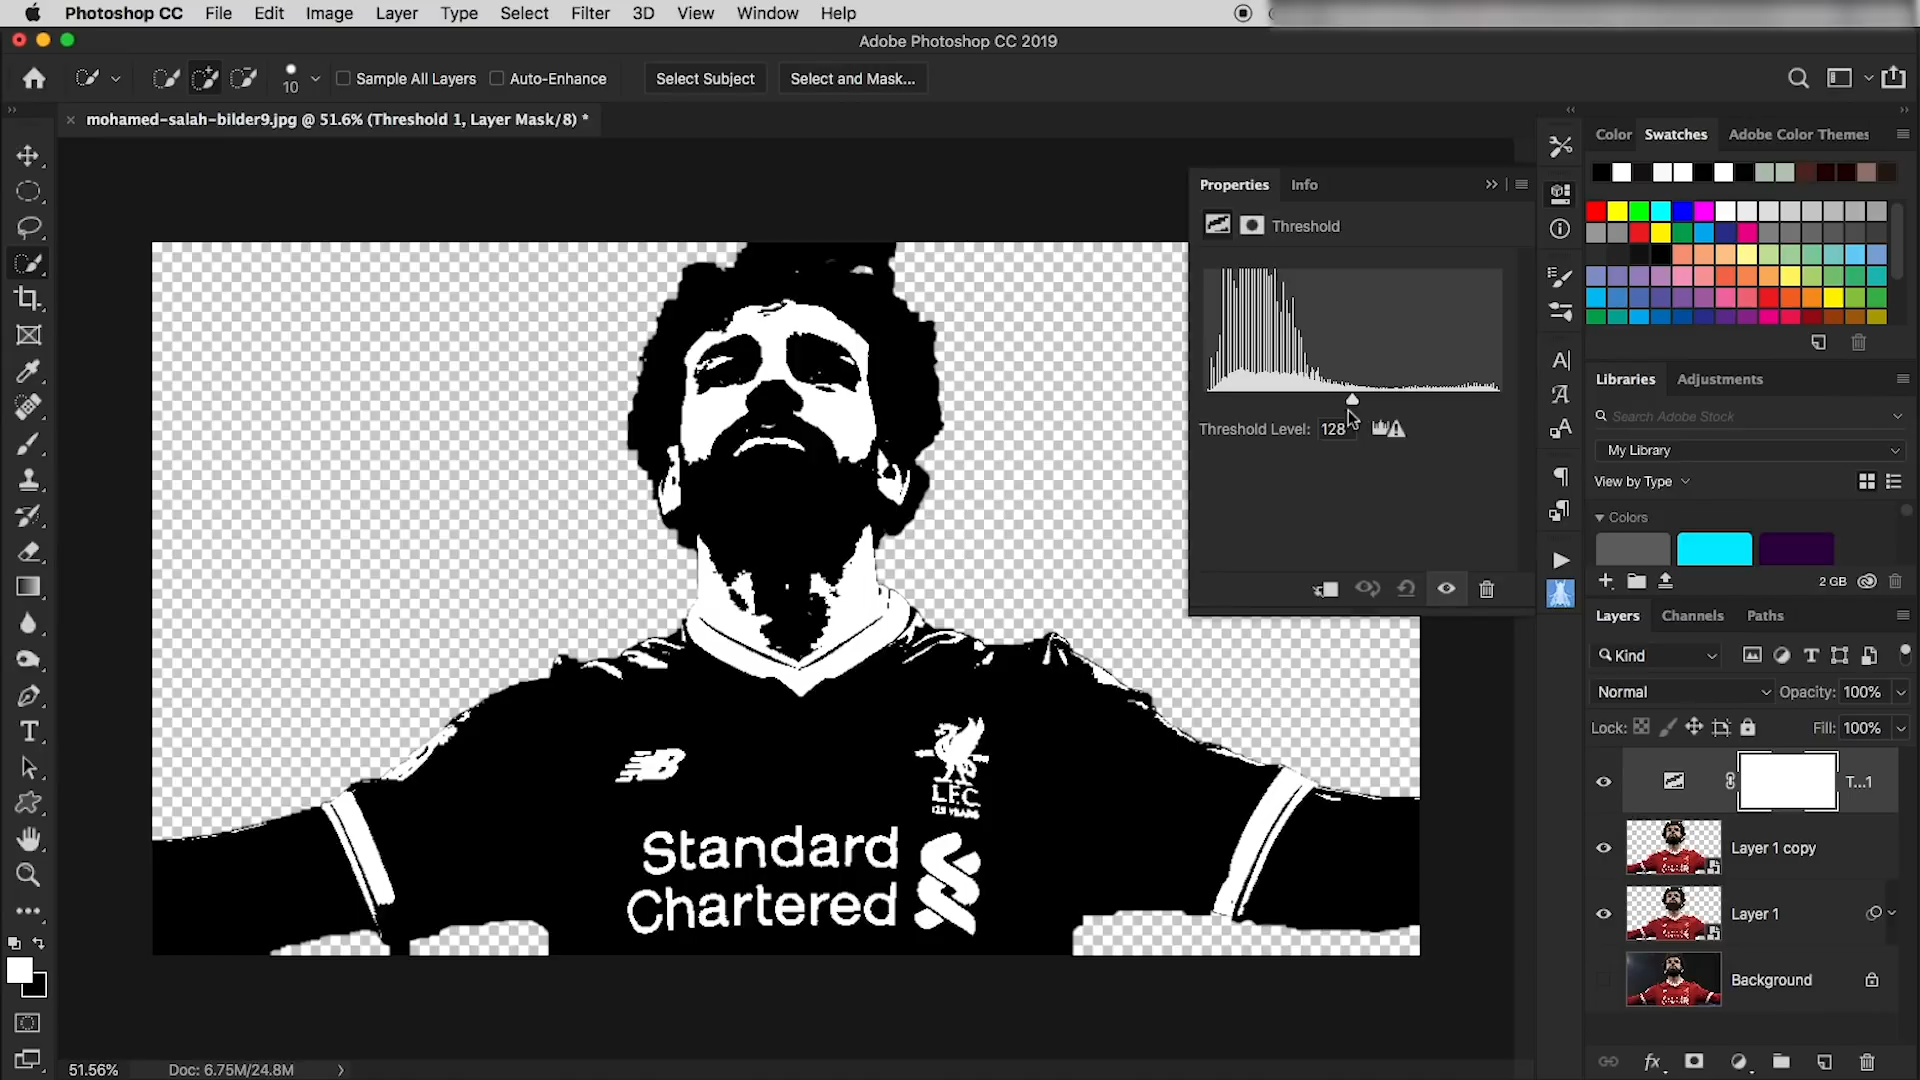 Photoshop CC File Edit Image Layer Type Select Filter 3D View Window Help
Adobe Photoshop CC 2019
10 Sample All Layers Auto-Enhance Select Subject Select and Mask...
mohamed-salah-bilder9.jpg @ 51.6% (Threshold 1, Layer Mask/8) *
Color Swatches Adobe Color Themes
Properties Info
Threshold
Threshold Level: 128
Libraries Adjustments
Search Adobe Stock
My Library
View by Type
Colors
2 GB
Layers Channels Paths
Kind
Normal Opacity: 100%
Lock: Fill: 100%
T...1
Layer 1 copy
Layer 1
Background
L.F.C
125 YEARS
Standard
Chartered
51.56% Doc: 6.75M/24.8M